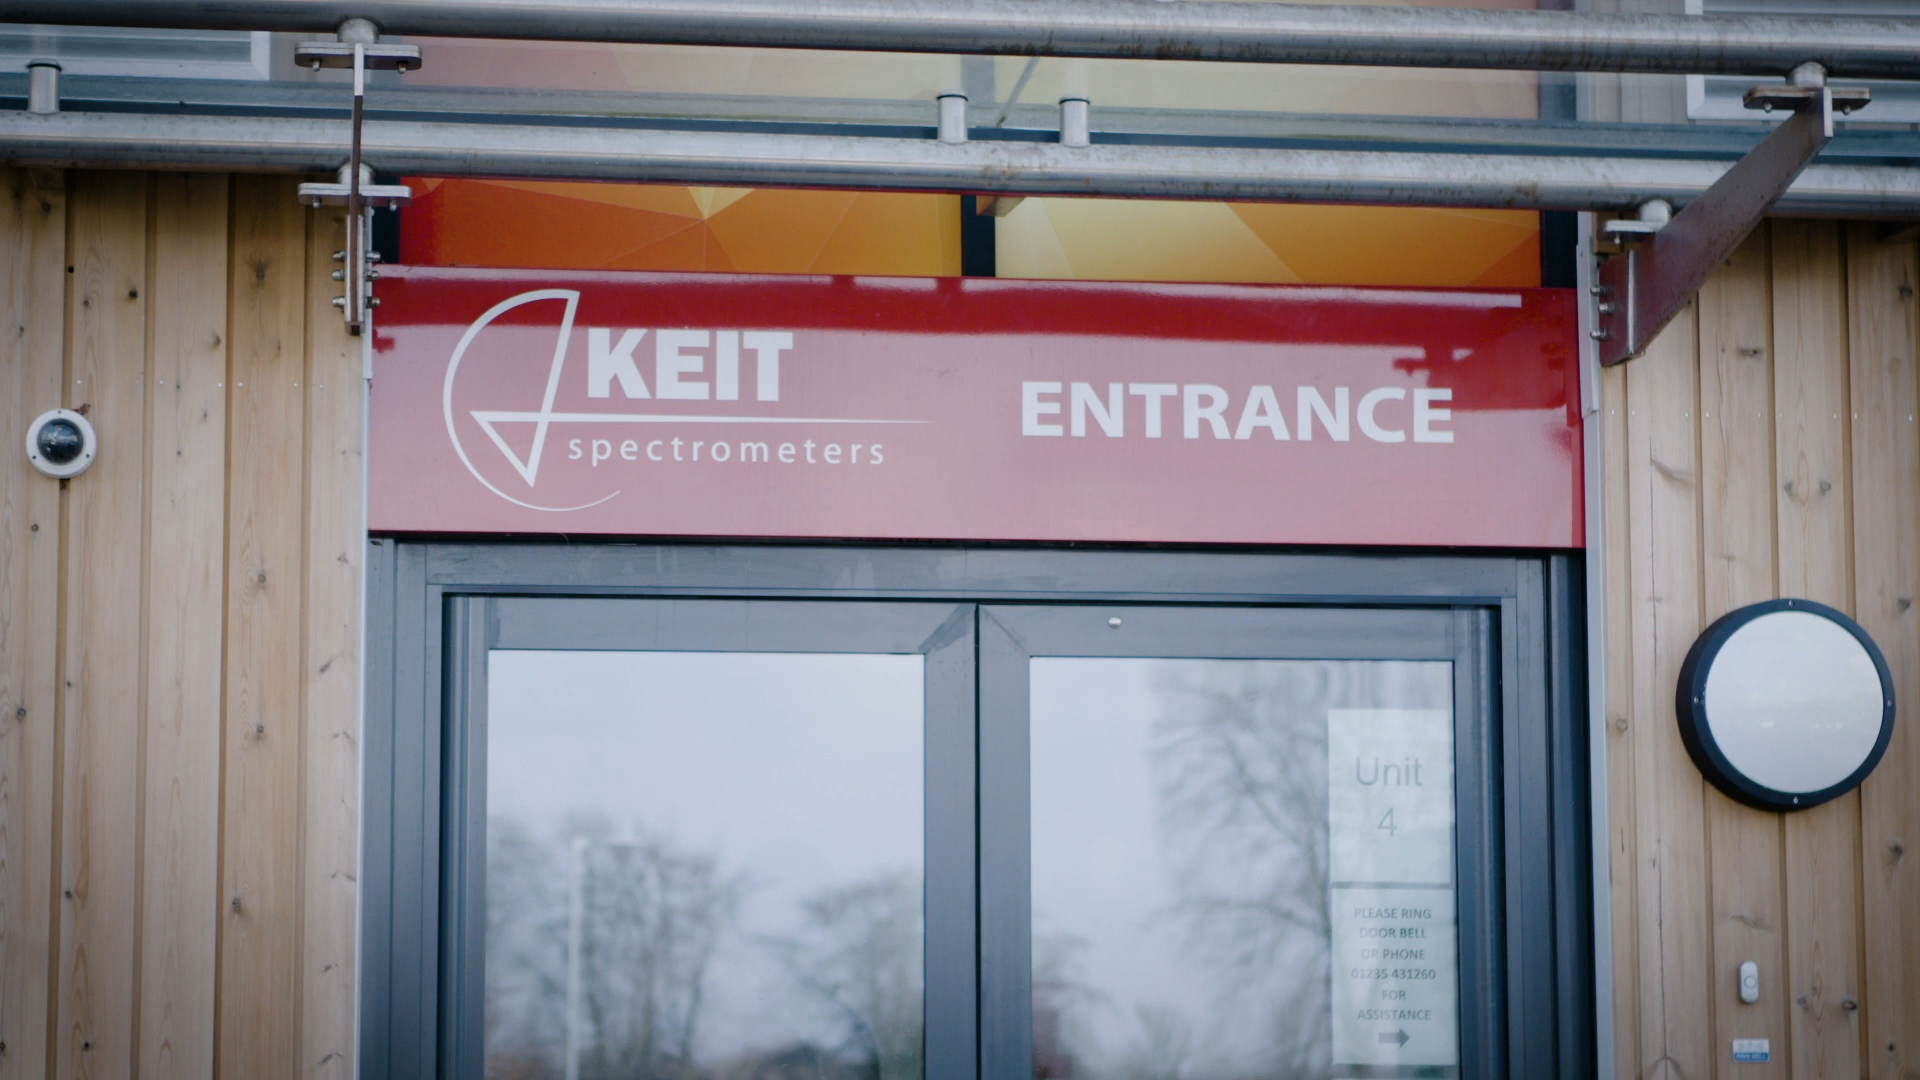 KEIT
spectrometers
ENTRANCE
Unit
4
PLEASE RING
DOOR BELL
OR PHONE
01235 431260
FOR
ASSISTANCE